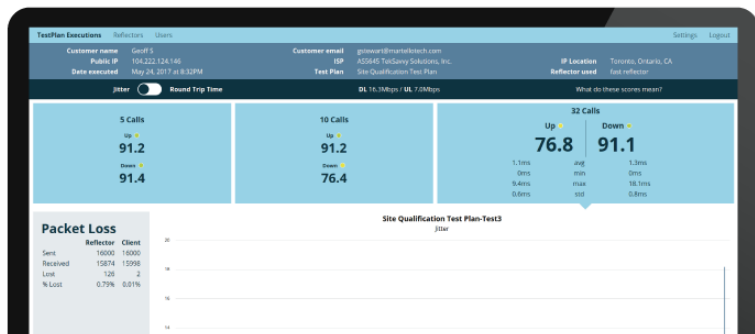 TestPlan Executions Reflectors Users Settings Logout
Customer name Geoff S Customer email gstewart@martellotech.com
Public IP 104.222.124.146 ISP AS5645 TekSavvy Solutions, Inc. IP Location Toronto, Ontario, CA
Date executed May 24, 2017 at 8:32PM Test Plan Site Qualification Test Plan Reflector used fast reflector
Jitter Round Trip Time DL 16.3Mbps / UL 7.0Mbps What do these scores mean?
5 Calls
Up
91.2
Down
91.4
10 Calls
Up
91.2
Down
76.4
32 Calls
Up Down
76.8 91.1
1.1ms avg 1.3ms
0ms min 0ms
9.4ms max 18.1ms
0.6ms std 0.8ms
Packet Loss
Reflector Client
Sent 16000 16000
Received 15874 15998
Lost 126 2
% Lost 0.79% 0.01%
Site Qualification Test Plan-Test3
Jitter
20
18
16
14